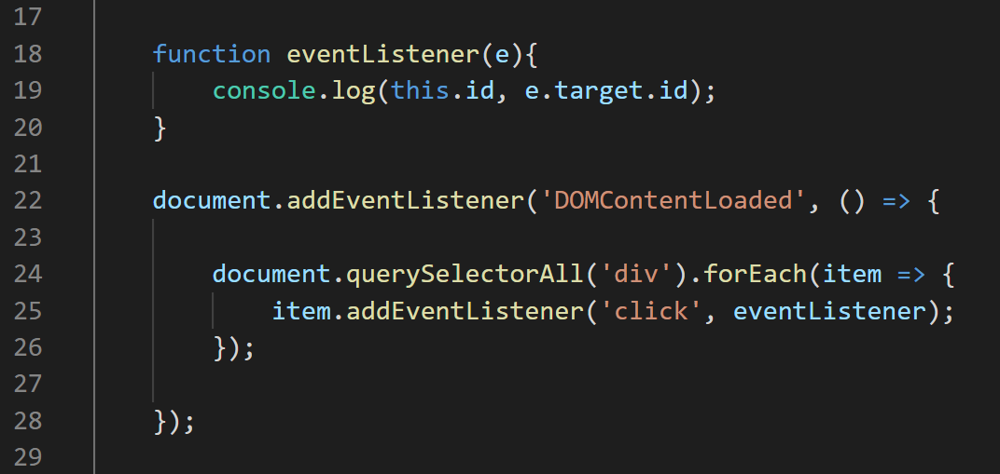 17
18 function eventListener(e){
19 console.log(this.id, e.target.id);
20 }
21
22 document.addEventListener('DOMContentLoaded', () => {
23
24 document.querySelectorAll('div').forEach(item => {
25 item.addEventListener('click', eventListener);
26 });
27
28 });
29